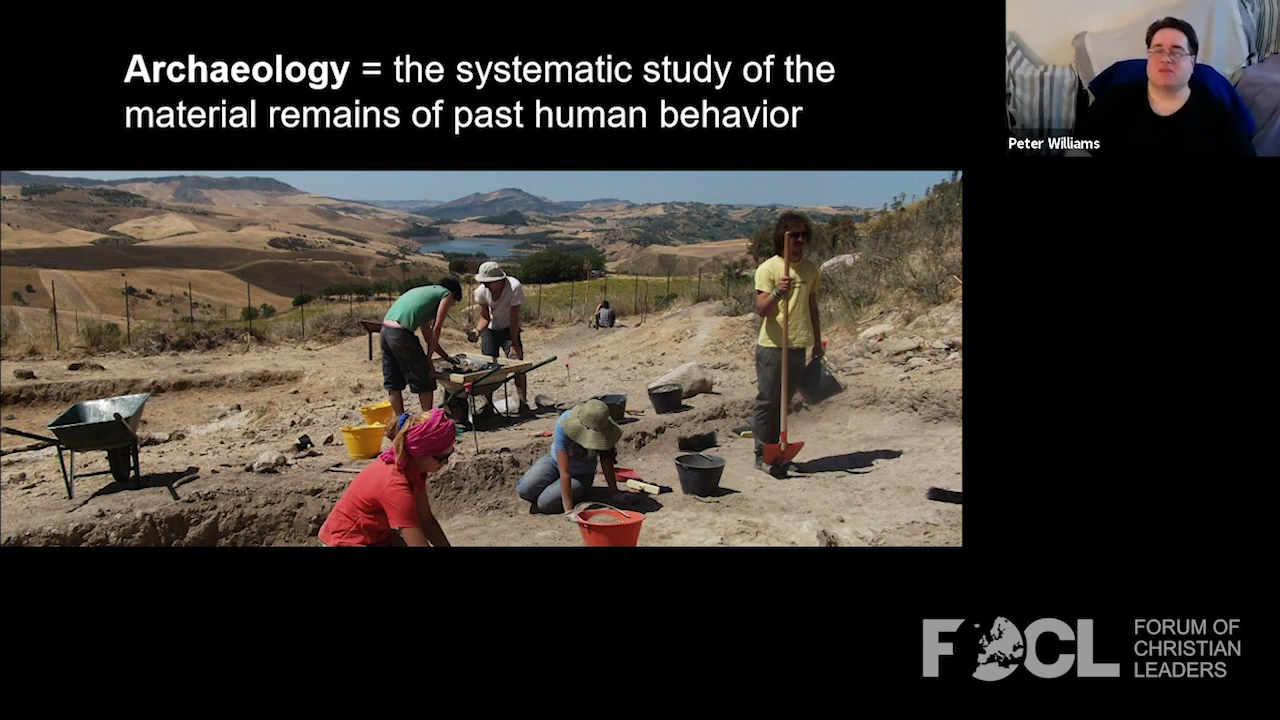 Archaeology = the systematic study of the
material remains of past human behavior
Peter Williams
FOCL
FORUM OF
CHRISTIAN
LEADERS